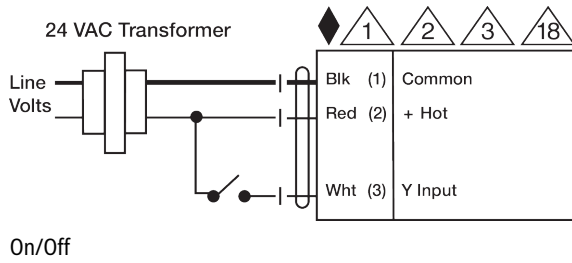 24 VAC Transformer
1 2 3 18
Line
Volts
Blk (1) Common
Red (2) + Hot
Wht (3) Y Input
On/Off